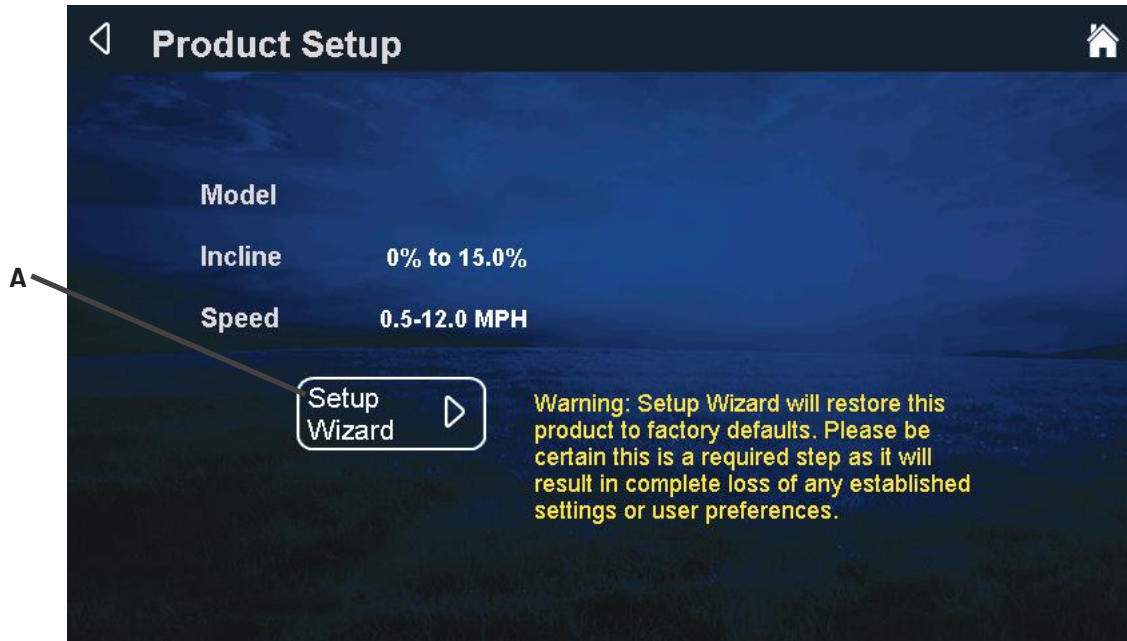 Product Setup
Model
Incline 0% to 15.0%
A
Speed 0.5-12.0 MPH
Setup
Wizard
Warning: Setup Wizard will restore this
product to factory defaults. Please be
certain this is a required step as it will
result in complete loss of any established
settings or user preferences.